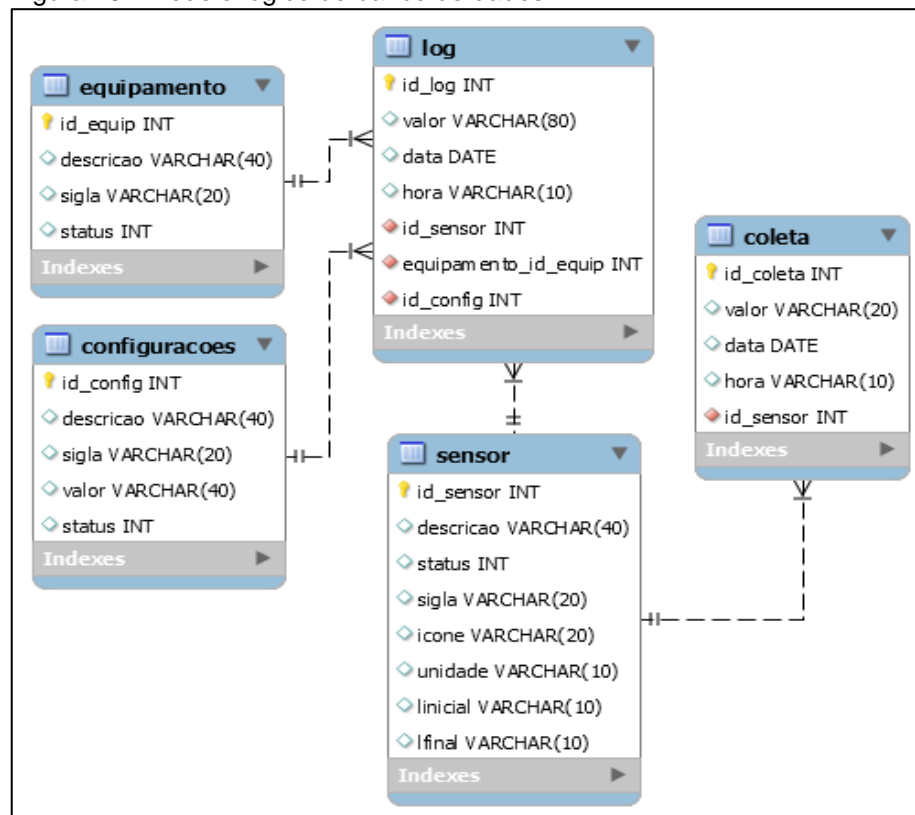 equipamento
id_equip INT
descricao VARCHAR(40)
sigla VARCHAR(20)
status INT
Indexes
configuracoes
id_config INT
descricao VARCHAR(40)
sigla VARCHAR(20)
valor VARCHAR(40)
status INT
Indexes
log
id_log INT
valor VARCHAR(80)
data DATE
hora VARCHAR(10)
id_sensor INT
equipamento_id_equip INT
id_config INT
Indexes
sensor
id_sensor INT
descricao VARCHAR(40)
status INT
sigla VARCHAR(20)
icone VARCHAR(20)
unidade VARCHAR(10)
linicial VARCHAR(10)
lfinal VARCHAR(10)
Indexes
coleta
id_coleta INT
valor VARCHAR(20)
data DATE
hora VARCHAR(10)
id_sensor INT
Indexes